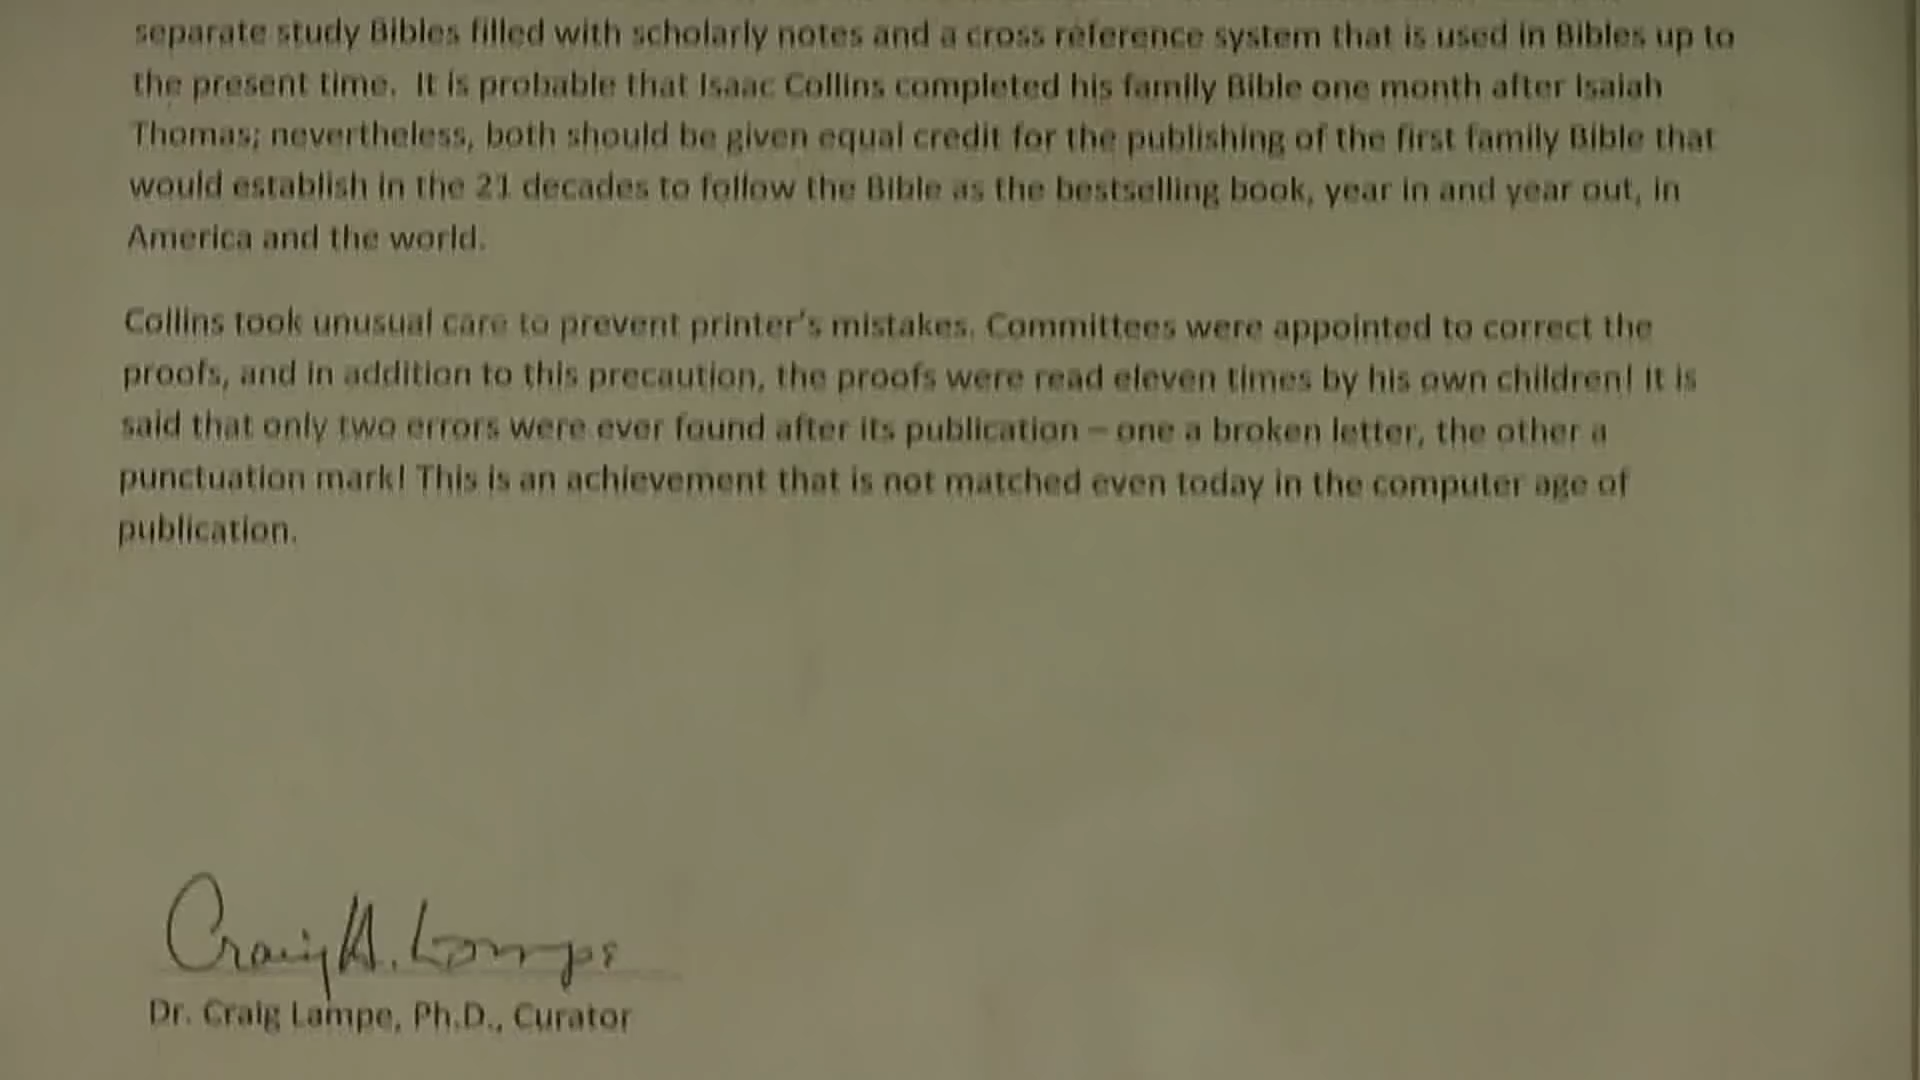 separate study Bibles filled with scholarly notes and a cross reference system that is used in Bibles up to
the present time. It is probable that Isaac Collins completed his family Bible one month after Isaiah
Thomas; nevertheless, both should be given equal credit for the publishing of the first family Bible that
would establish in the 21 decades to follow the Bible as the bestselling book, year in and year out, in
America and the world.
Collins took unusual care to prevent printer's mistakes. Committees were appointed to correct the
proofs, and in addition to this precaution, the proofs were read eleven times by his own children! It is
said that only two errors were ever found after its publication – one a broken letter, the other a
punctuation mark! This is an achievement that is not matched even today in the computer age of
publication.
Craig H. Lampe
Dr. Craig Lampe, Ph.D., Curator